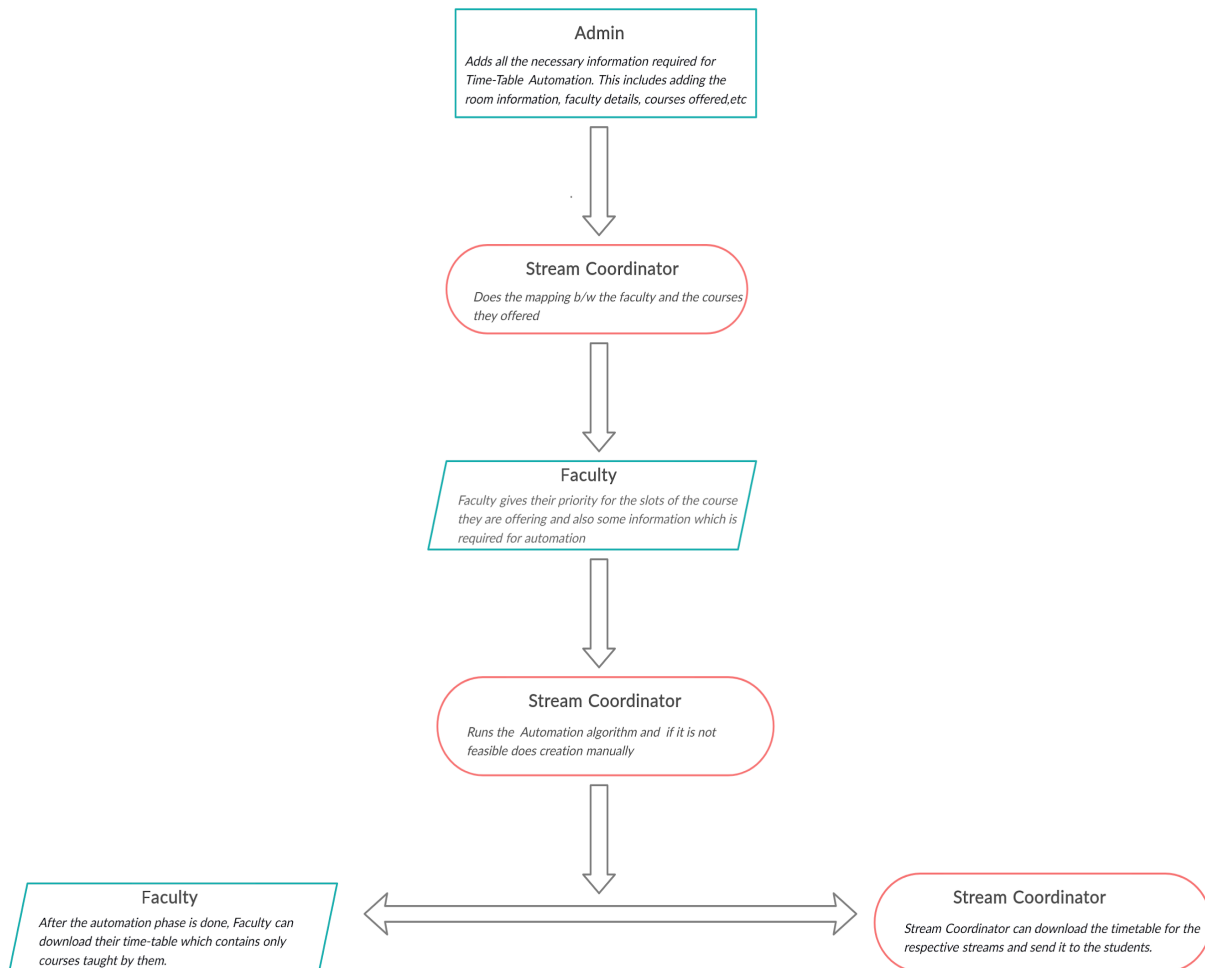 Admin
Adds all the necessary information required for
Time-Table Automation. This includes adding the
room information, faculty details, courses offered,etc
Stream Coordinator
Does the mapping b/w the faculty and the courses
they offered
Faculty
Faculty gives their priority for the slots of the course
they are offering and also some information which is
required for automation
Stream Coordinator
Runs the Automation algorithm and if it is not
feasible does creation manually
Faculty
After the automation phase is done, Faculty can
download their time-table which contains only
courses taught by them.
Stream Coordinator
Stream Coordinator can download the timetable for the
respective streams and send it to the students.